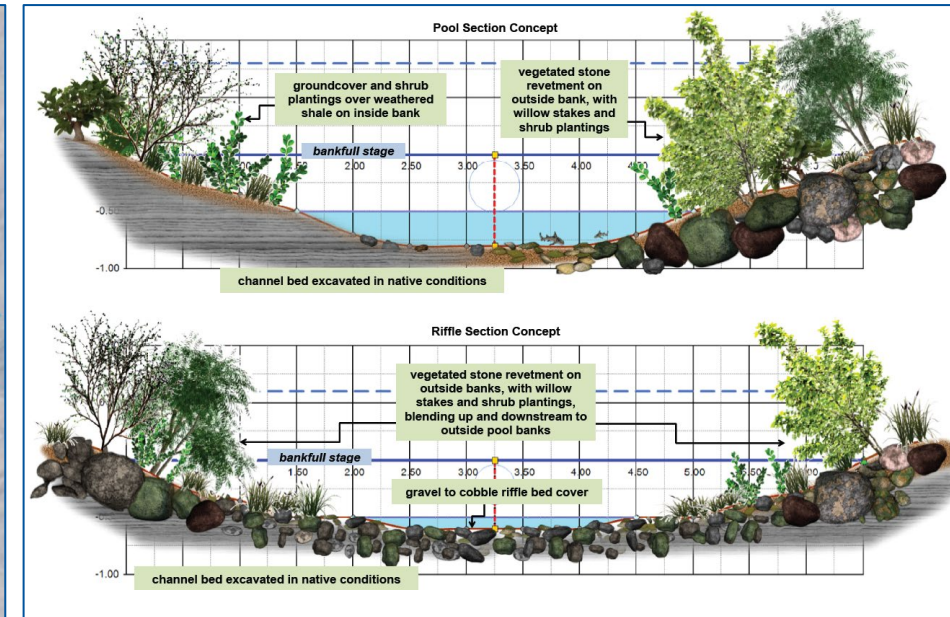 Pool Section Concept
groundcover and shrub
plantings over weathered
shale on inside bank
vegetated stone
revetment on
outside bank, with
willow stakes and
shrub plantings
bankfull stage
2.00 2.50 3.00 3.50 4.00
-1.00
channel bed excavated in native conditions
Riffle Section Concept
vegetated stone revetment on
outside banks, with willow
stakes and shrub plantings,
blending up and downstream to
outside pool banks
bankfull stage
1.50 2.00 2.50 3.00 3.50 4.00 4.50 5.00
gravel to cobble riffle bed cover
-1.00
channel bed excavated in native conditions